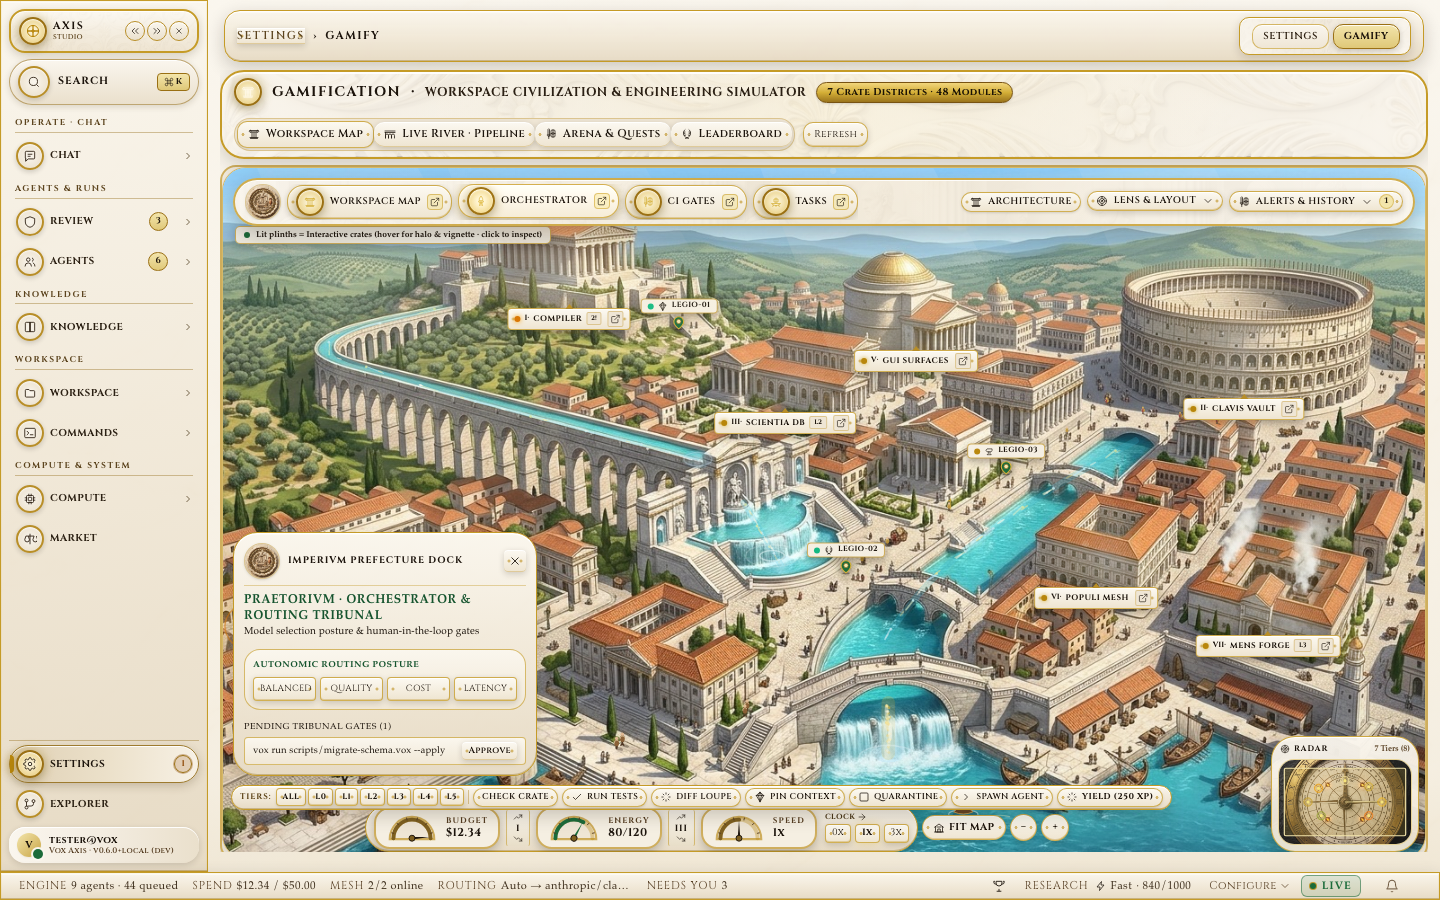 AXIS
STUDIO
SEARCH
⌘ K
OPERATE · CHAT
CHAT
AGENTS & RUNS
REVIEW 3
AGENTS 6
KNOWLEDGE
KNOWLEDGE
WORKSPACE
WORKSPACE
COMMANDS
COMPUTE & SYSTEM
COMPUTE
MARKET
SETTINGS 1
EXPLORER
V
TESTER@VOX
VOX AXIS · V0.6.0+LOCAL (DEV)
SETTINGS › GAMIFY
SETTINGS GAMIFY
GAMIFICATION · WORKSPACE CIVILIZATION & ENGINEERING SIMULATOR 7 CRATE DISTRICTS · 48 MODULES
WORKSPACE MAP LIVE RIVER · PIPELINE ARENA & QUESTS LEADERBOARD REFRESH
WORKSPACE MAP ORCHESTRATOR CI GATES TASKS ARCHITECTURE LENS & LAYOUT ALERTS & HISTORY 1
Lit plinths = Interactive crates (hover for halo & vignette · click to inspect)
LEGIO-01
I· COMPILER 2!
V· GUI SURFACES
II· CLAVIS VAULT
III· SCIENTIA DB L2
LEGIO-03
LEGIO-02
VI· POPULI MESH
VII· MENS FORGE L3
IMPERIVM PREFECTURE DOCK
PRAETORIVM · ORCHESTRATOR &
ROUTING TRIBUNAL
Model selection posture & human-in-the-loop gates
AUTONOMIC ROUTING POSTURE
BALANCED QUALITY COST LATENCY
PENDING TRIBUNAL GATES (1)
vox run scripts/migrate-schema.vox --apply APPROVE
RADAR 7 Tiers (8)
TIERS: ALL L0 L1 L2 L3 L4 L5 CHECK CRATE RUN TESTS DIFF LOUPE PIN CONTEXT QUARANTINE SPAWN AGENT YIELD (250 XP)
BUDGET
$12.34
I
ENERGY
80/120
III
SPEED
1X
CLOCK →
0X 1X 3X
FIT MAP − +
ENGINE 9 agents · 44 queued SPEND $12.34 / $50.00 MESH 2/2 online ROUTING Auto → anthropic/cla... NEEDS YOU 3 RESEARCH Fast · 840/1000 CONFIGURE LIVE